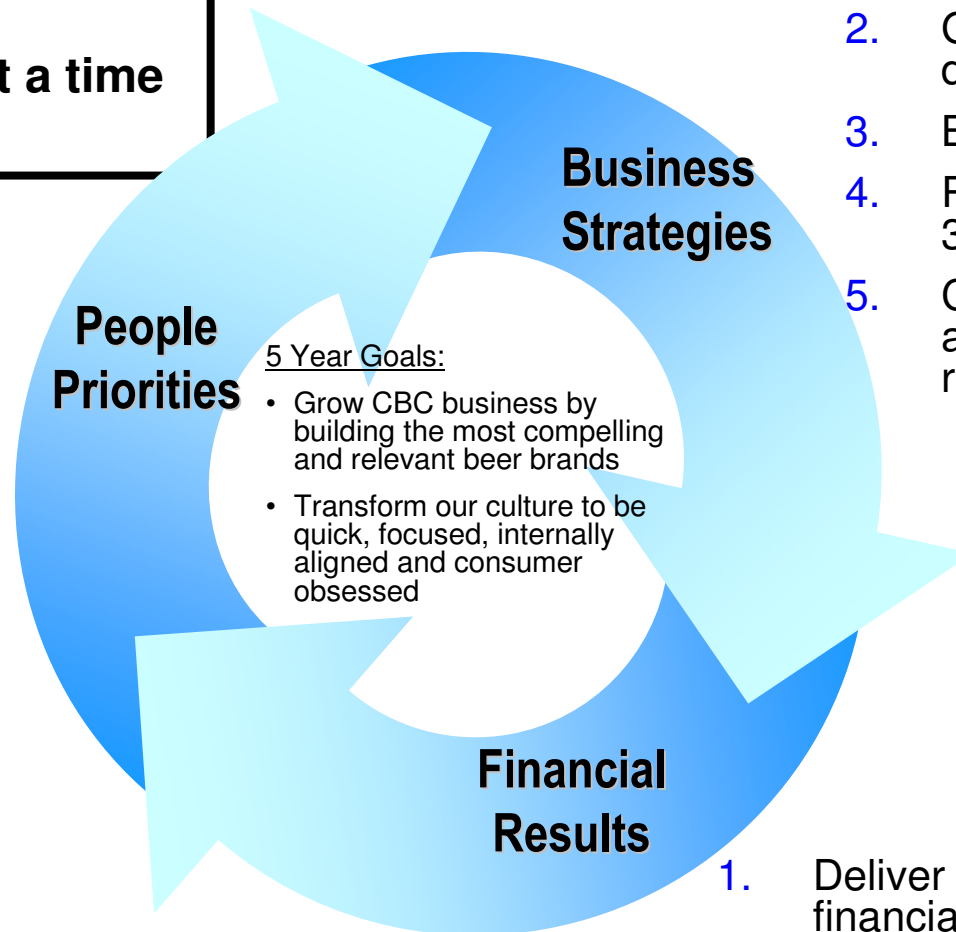 t a time
2.
3.
4.
3
5.
a
r
Business
Strategies
People
Priorities
5 Year Goals:
• Grow CBC business by
building the most compelling
and relevant beer brands
• Transform our culture to be
quick, focused, internally
aligned and consumer
obsessed
Financial
Results
1. Deliver
financia